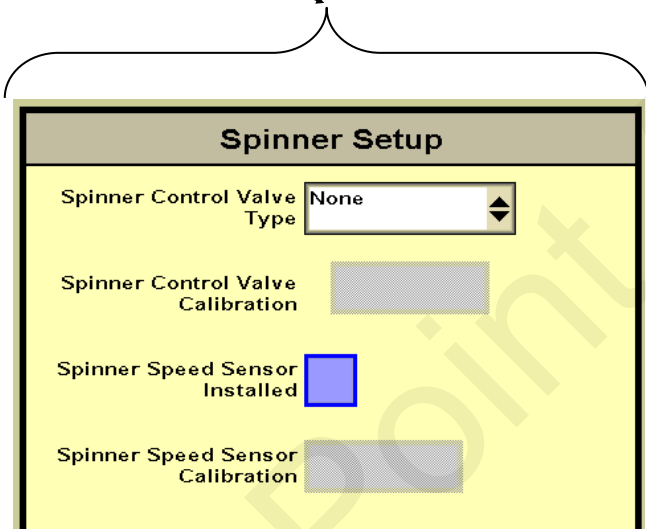 Spinner Setup
Spinner Control Valve
Type
None
Spinner Control Valve
Calibration
Spinner Speed Sensor
Installed
Spinner Speed Sensor
Calibration
Point